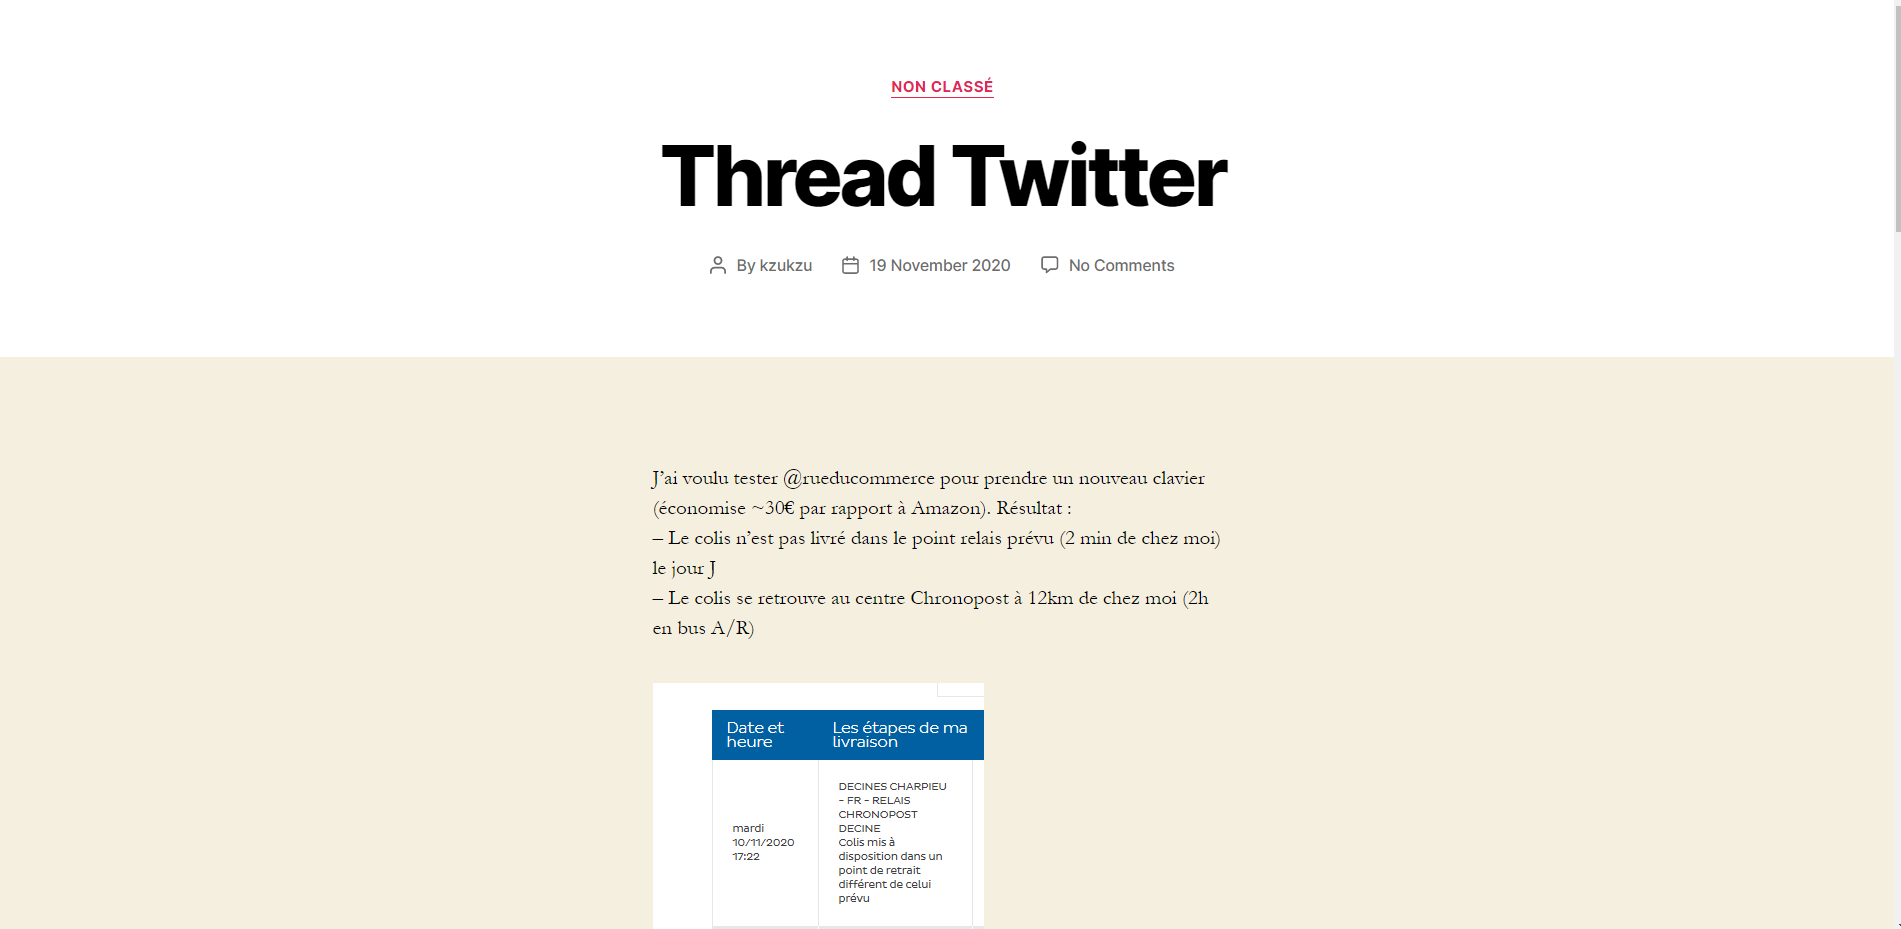 NON CLASSÉ
Thread Twitter
By kzukzu 19 November 2020 No Comments
J’ai voulu tester @rueducommerce pour prendre un nouveau clavier
(économise ~30€ par rapport à Amazon). Résultat :
– Le colis n’est pas livré dans le point relais prévu (2 min de chez moi)
le jour J
– Le colis se retrouve au centre Chronopost à 12km de chez moi (2h
en bus A/R)
Date et
heure
Les étapes de ma
livraison
mardi
10/11/2020
17:22
DECINES CHARPIEU
- FR - RELAIS
CHRONOPOST
DECINE
Colis mis à
disposition dans un
point de retrait
différent de celui
prévu